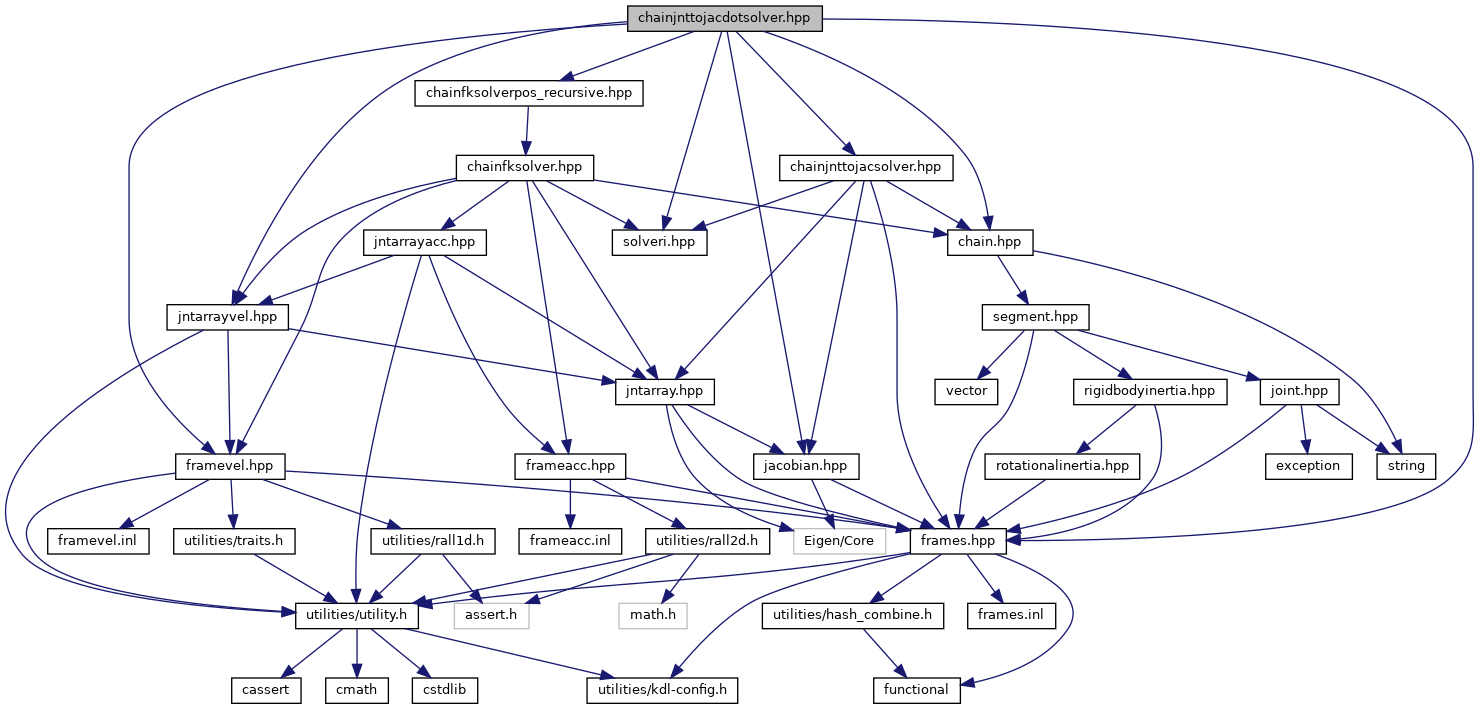 chainjnttojacdotsolver.hpp
chainfksolverpos_recursive.hpp
chainfksolver.hpp
chainjnttojacsolver.hpp
jntarrayacc.hpp
solveri.hpp
chain.hpp
jntarrayvel.hpp
segment.hpp
jntarray.hpp
vector
rigidbodyinertia.hpp
joint.hpp
framevel.hpp
frameacc.hpp
jacobian.hpp
rotationalinertia.hpp
exception
string
framevel.inl
utilities/traits.h
utilities/rall1d.h
frameacc.inl
utilities/rall2d.h
Eigen/Core
frames.hpp
utilities/utility.h
assert.h
math.h
utilities/hash_combine.h
frames.inl
cassert
cmath
cstdlib
utilities/kdl-config.h
functional